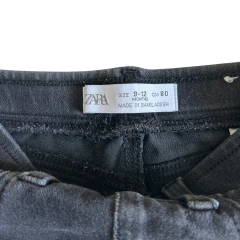 ZARA
SIZE 9-12 CM 80
MONTHS
MADE IN BANGLADESH